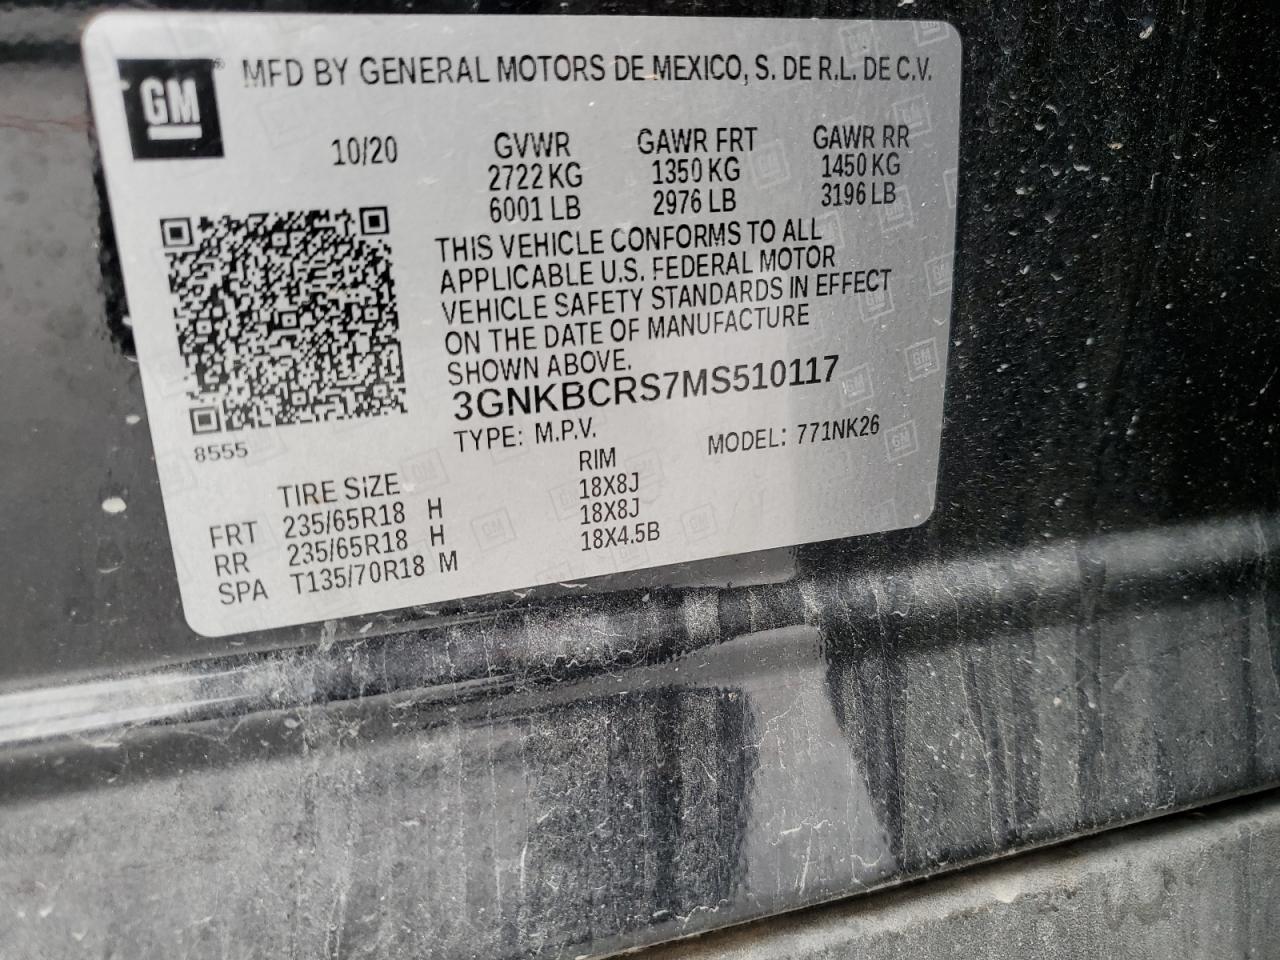 GM
MFD BY GENERAL MOTORS DE MEXICO, S. DE R.L. DE C.V.
10/20 GVWR GAWR FRT GAWR RR
2722 KG 1350 KG 1450 KG
6001 LB 2976 LB 3196 LB
THIS VEHICLE CONFORMS TO ALL
APPLICABLE U.S. FEDERAL MOTOR
VEHICLE SAFETY STANDARDS IN EFFECT
ON THE DATE OF MANUFACTURE
SHOWN ABOVE.
3GNKBCRS7MS510117
8555
TYPE: M.P.V. MODEL: 771NK26
TIRE SIZE RIM
FRT 235/65R18 H 18X8J
RR 235/65R18 H 18X8J
SPA T135/70R18 M 18X4.5B